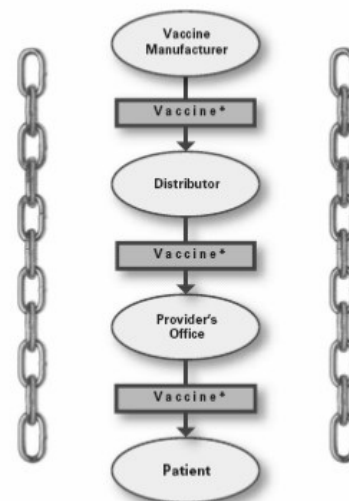 Vaccine
Manufacturer
Vaccine*
Distributor
Vaccine*
Provider's
Office
Vaccine*
Patient